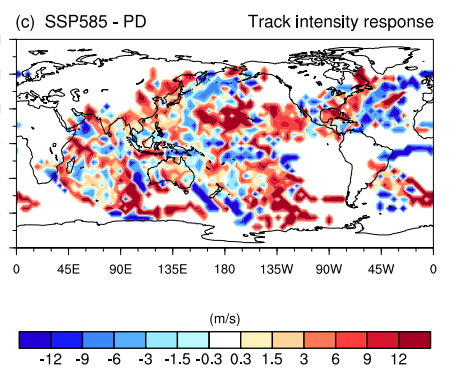 (c) SSP585 - PD Track intensity response
0 45E 90E 135E 180 135W 90W 45W 0
(m/s)
-12 -9 -6 -3 -1.5 -0.3 0.3 1.5 3 6 9 12